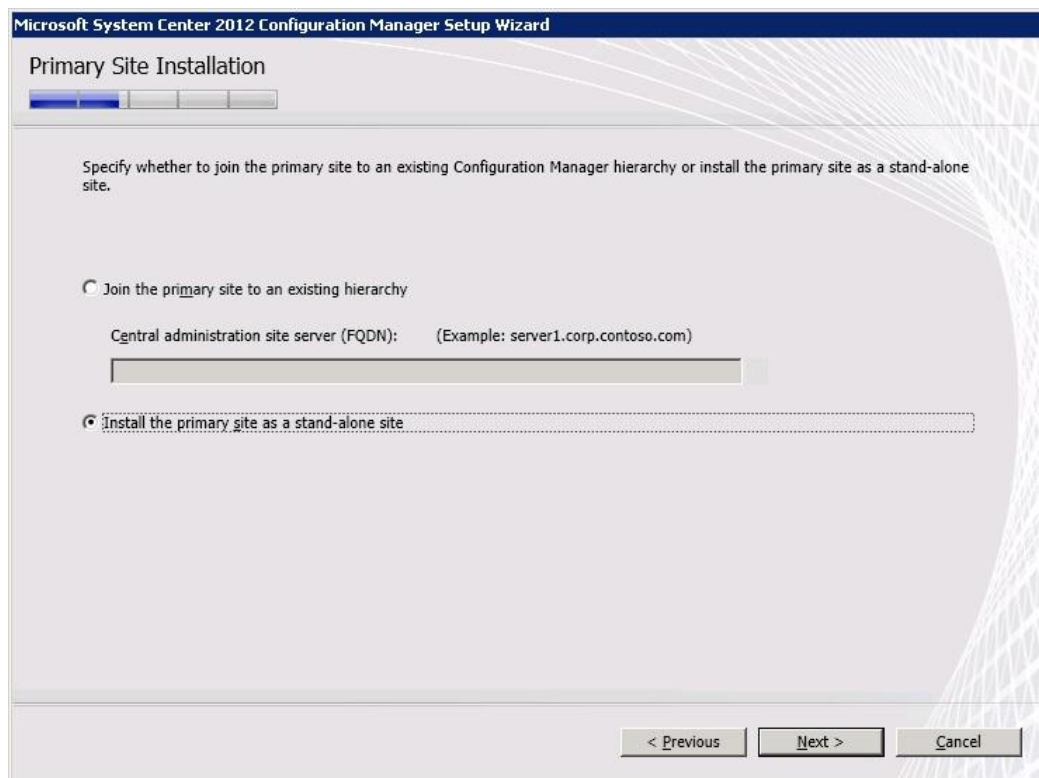 Microsoft System Center 2012 Configuration Manager Setup Wizard
Primary Site Installation
Specify whether to join the primary site to an existing Configuration Manager hierarchy or install the primary site as a stand-alone
site.
Join the primary site to an existing hierarchy
Central administration site server (FQDN): (Example: server1.corp.contoso.com)
Install the primary site as a stand-alone site
< Previous Next > Cancel